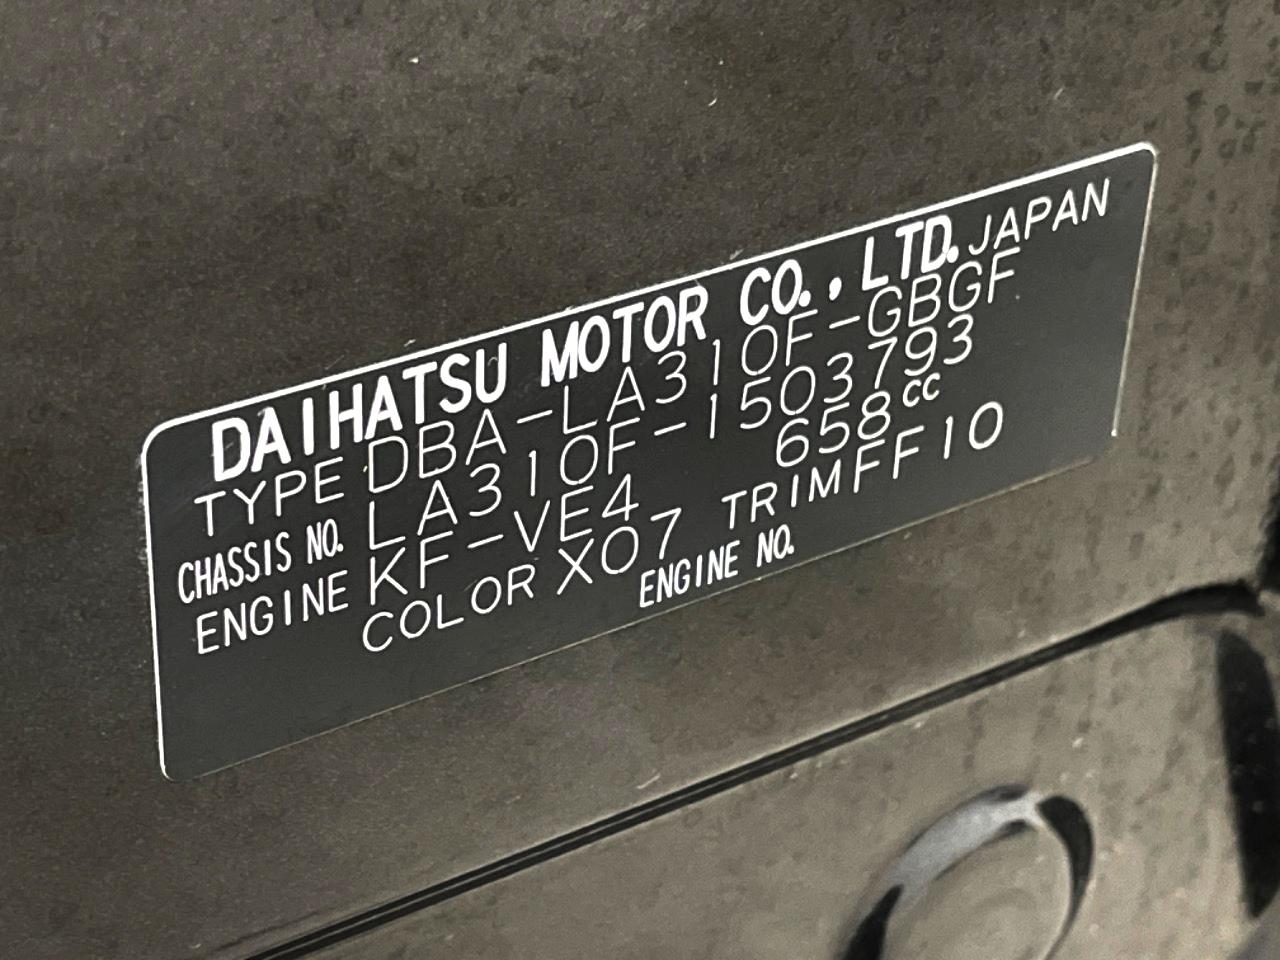 DAIHATSU MOTOR CO., LTD. JAPAN
TYPE DBA-LA310F-GBGF
CHASSIS NO. LA310F-1503793
ENGINE KF-VE4 658cc
COLOR X07 TRIM FF10
ENGINE NO.